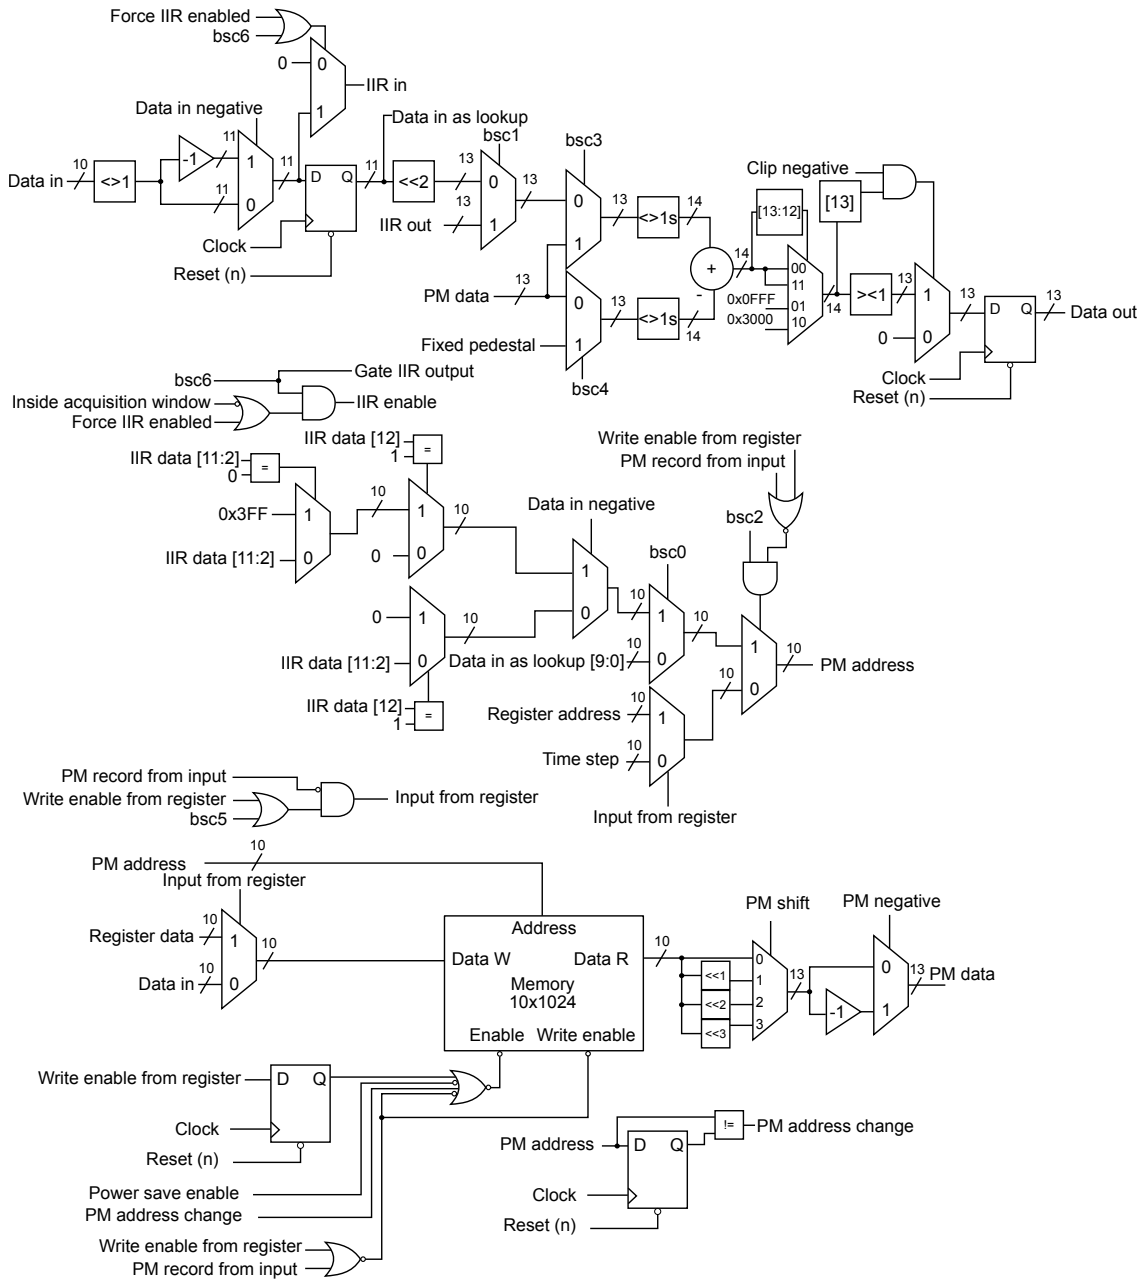 Force IIR enabled
bsc6
0 0
IIR in
1
Data in negative
Data in as lookup
bsc1
bsc3
Clip negative
10 11 11 11 13 13
Data in <>1 -1 1 D Q <<2 0
11 0
13
IIR out 1
13
0
13 <>1s 14
[13:12] [13]
Clock
Reset (n)
1
+
14
00
11
0x0FFF 01
0x3000 10
14
><1
13
1
13
D Q
13
Data out
PM data 13
0
13 <>1s 14
-
0 0
Fixed pedestal 1
bsc4
Clock
Reset (n)
bsc6
Gate IIR output
Inside acquisition window
IIR enable
Force IIR enabled
IIR data [12]
1 =
IIR data [11:2]
0 =
Write enable from register
PM record from input
0x3FF 1
10
1
10
Data in negative
bsc2
IIR data [11:2] 0
0 0
bsc0
1
0 1
10
0
10
1
10
1
10
PM address
IIR data [11:2] 0
Data in as lookup [9:0] 10 0
10
0
IIR data [12]
1 =
Register address 10 1
Time step 10 0
Input from register
PM record from input
Write enable from register
bsc5
Input from register
10
PM address
Input from register
Register data 10 1
10
Data in 10 0
Address
Data W Data R
Memory
10x1024
Enable Write enable
10
PM shift
PM negative
0
<<1 1
<<2 2
<<3 3
13
0
-1 1
13
PM data
Write enable from register D Q
Clock
Reset (n)
PM address D Q
!= PM address change
Clock
Reset (n)
Power save enable
PM address change
Write enable from register
PM record from input